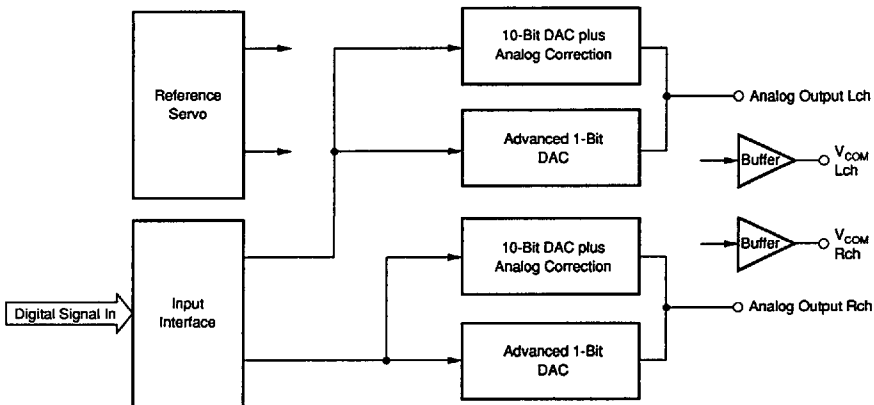 10-Bit DAC plus
Analog Correction
Reference
Servo
Analog Output Lch
Advanced 1-Bit
DAC
Buffer
VCOM
Lch
10-Bit DAC plus
Analog Correction
Buffer
VCOM
Rch
Digital Signal In
Input
Interface
Analog Output Rch
Advanced 1-Bit
DAC